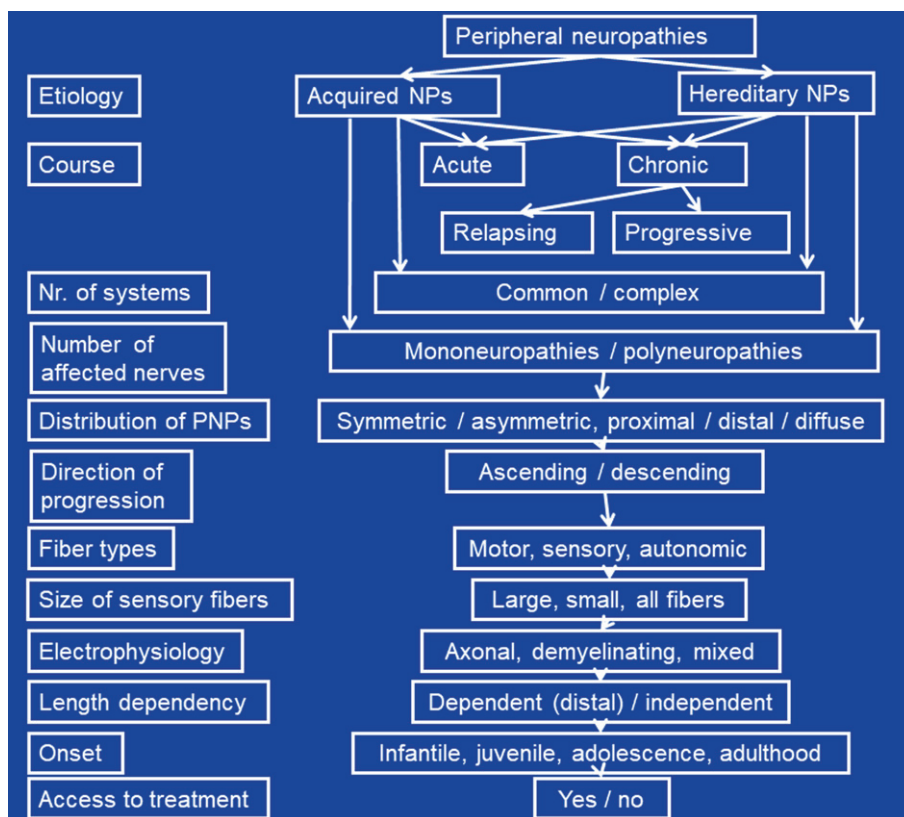 Peripheral neuropathies
Etiology
Acquired NPs
Hereditary NPs
Course
Acute
Chronic
Relapsing
Progressive
Nr. of systems
Common / complex
Number of
affected nerves
Mononeuropathies / polyneuropathies
Distribution of PNPs
Symmetric / asymmetric, proximal / distal / diffuse
Direction of
progression
Ascending / descending
Fiber types
Motor, sensory, autonomic
Size of sensory fibers
Large, small, all fibers
Electrophysiology
Axonal, demyelinating, mixed
Length dependency
Dependent (distal) / independent
Onset
Infantile, juvenile, adolescence, adulthood
Access to treatment
Yes / no